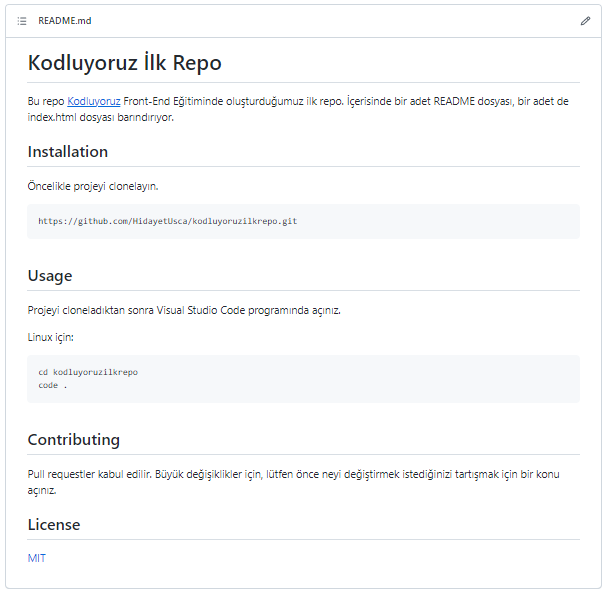 README.md
Kodluyoruz İlk Repo
Bu repo Kodluyoruz Front-End Eğitiminde oluşturduğumuz ilk repo. İçerisinde bir adet README dosyası, bir adet de
index.html dosyası barındırıyor.
Installation
Öncelikle projeyi clonelayın.
https://github.com/HidayetUsca/kodluyoruzilkrepo.git
Usage
Projeyi cloneladıktan sonra Visual Studio Code programında açınız.
Linux için:
cd kodluyoruzilkrepo
code .
Contributing
Pull requestler kabul edilir. Büyük değişiklikler için, lütfen önce neyi değiştirmek istediğinizi tartışmak için bir konu
açınız.
License
MIT